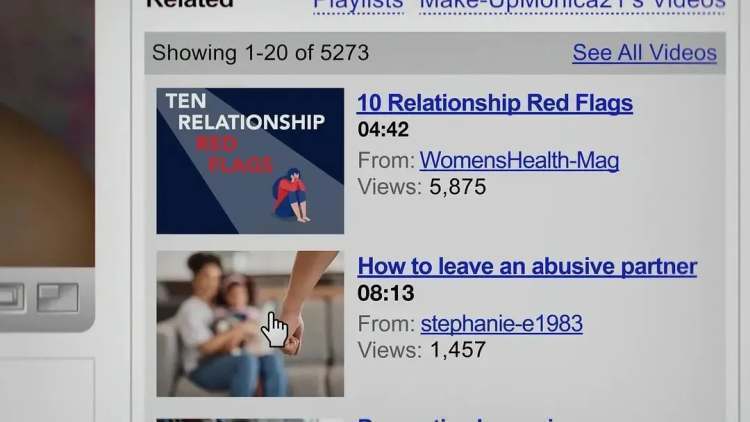 Related Playlists Make-UpMonica21's Videos
Showing 1-20 of 5273 See All Videos
TEN
RELATIONSHIP
RED
FLAGS
10 Relationship Red Flags
04:42
From: WomensHealth-Mag
Views: 5,875
How to leave an abusive partner
08:13
From: stephanie-e1983
Views: 1,457